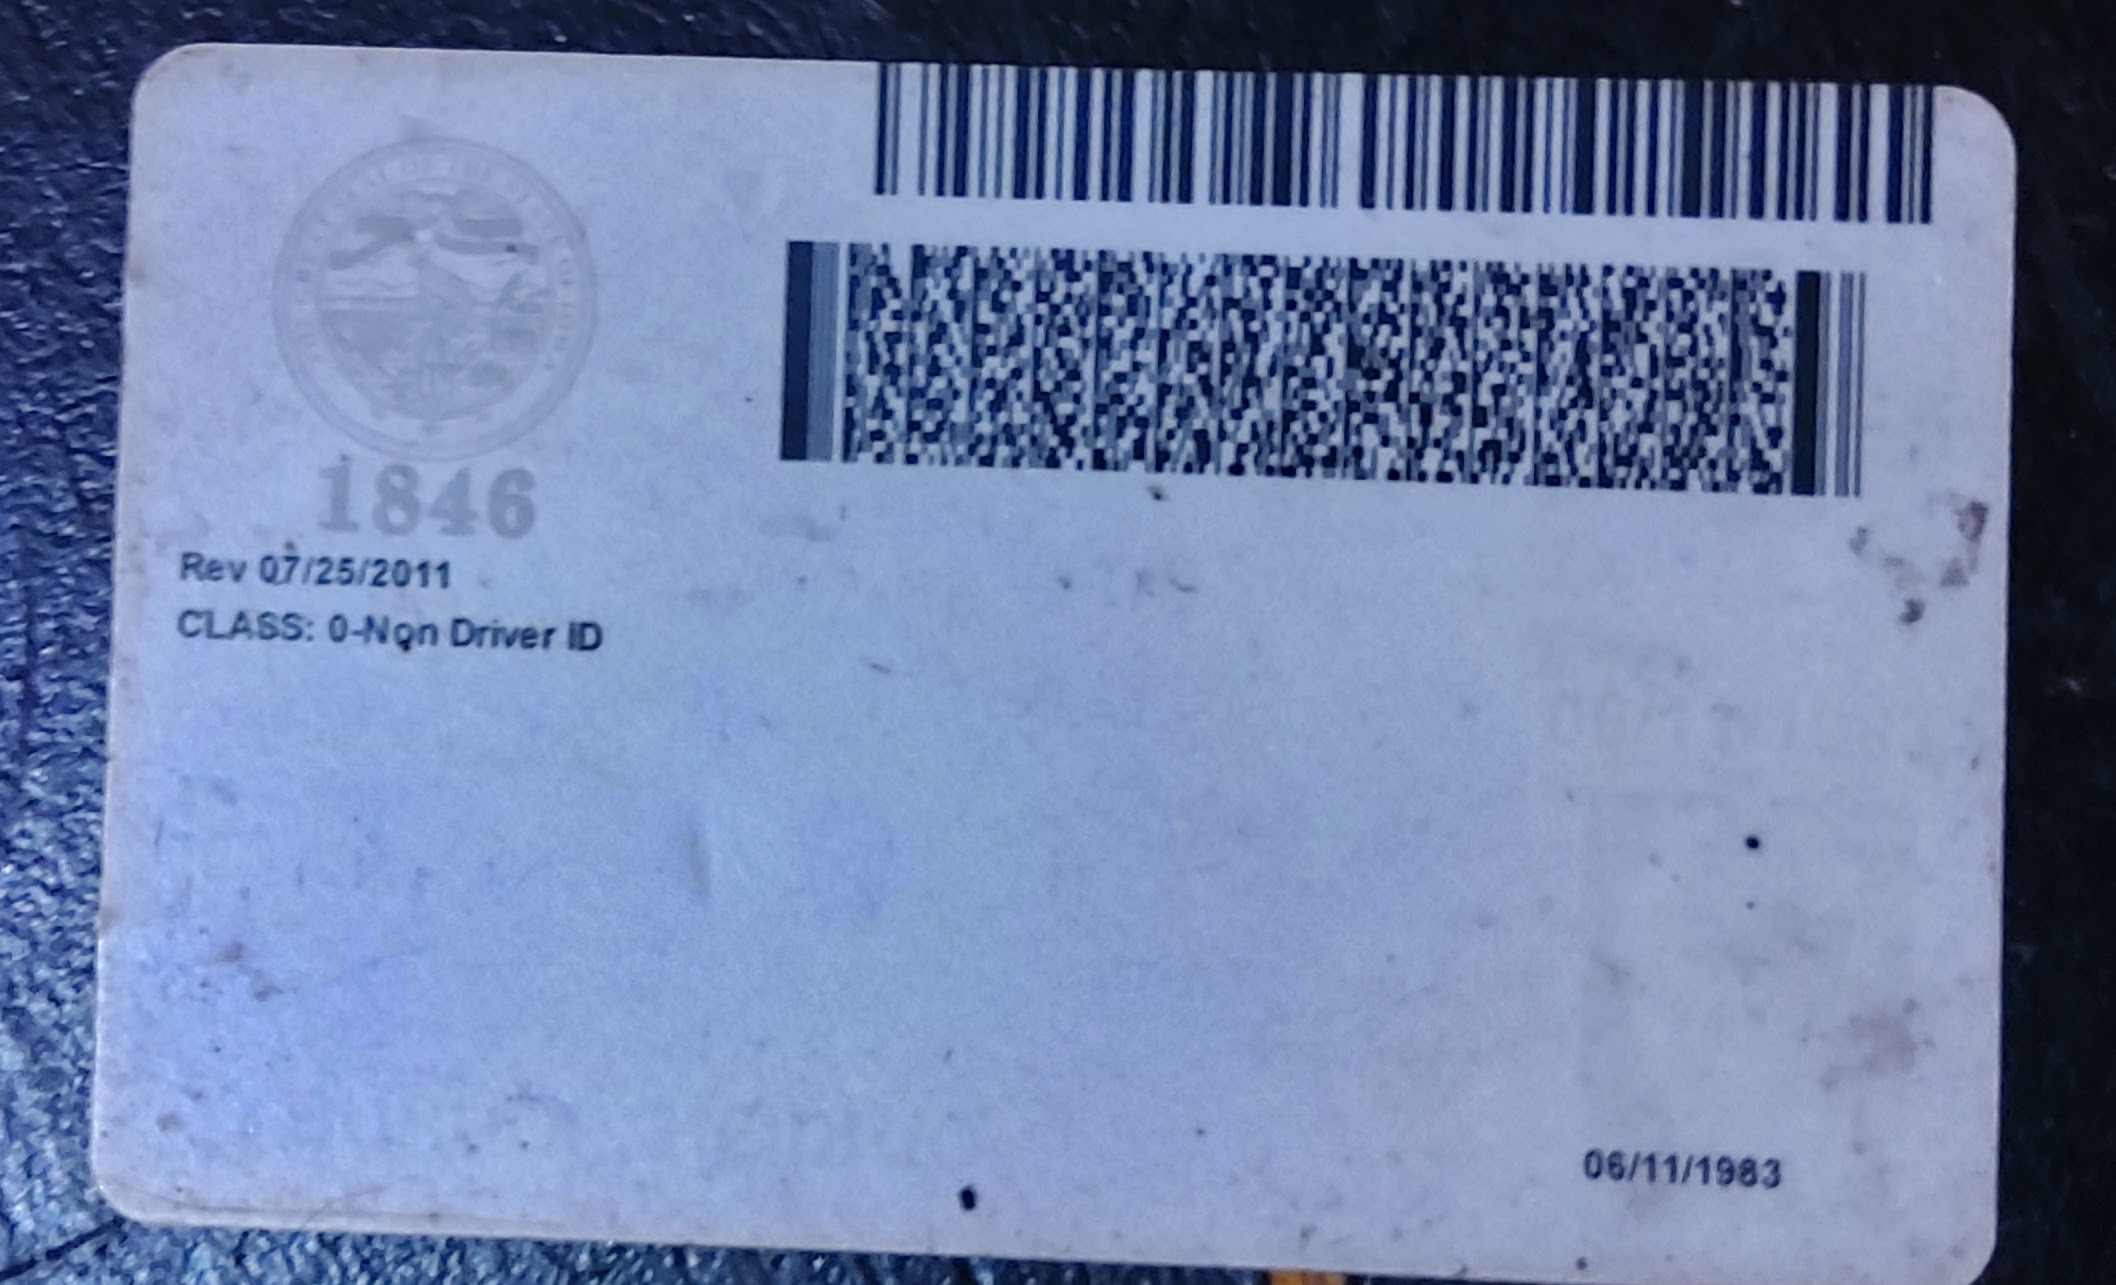 1846
Rev 07/25/2011
CLASS: 0-Non Driver ID
06/11/1983